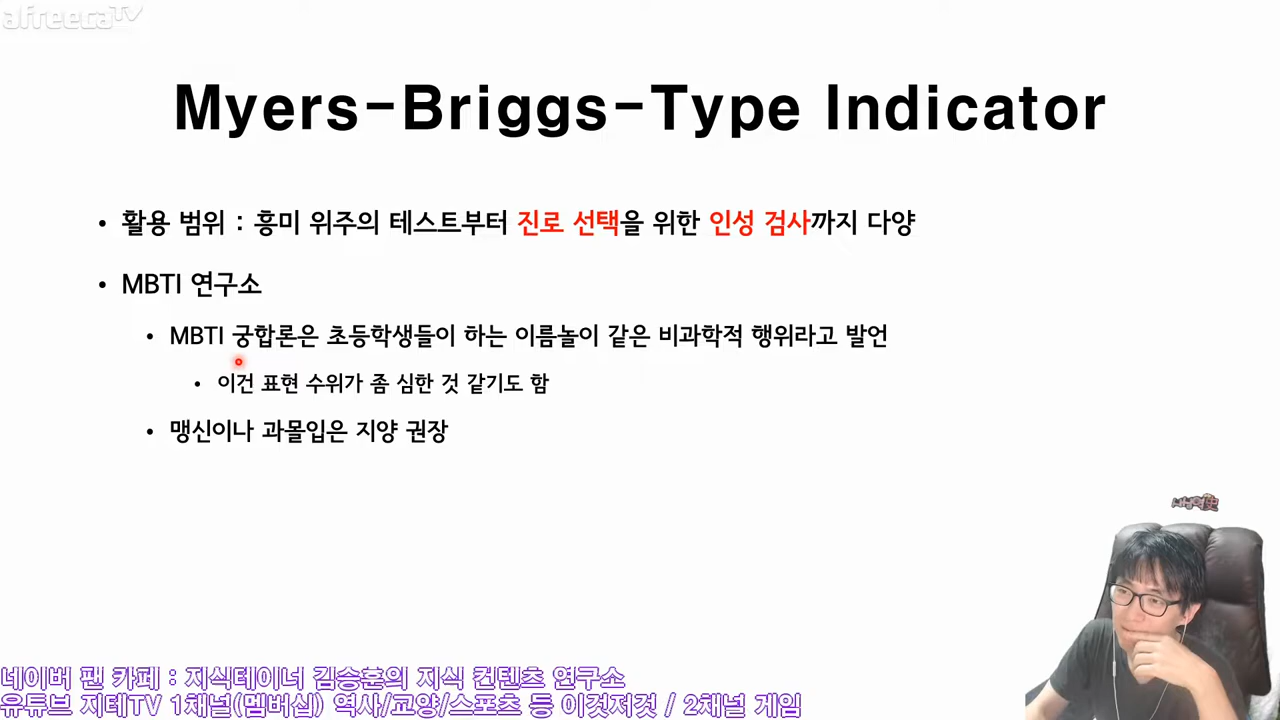 afreecaTV
Myers-Briggs-Type Indicator
• 활용 범위 : 흥미 위주의 테스트부터 진로 선택을 위한 인성 검사까지 다양
• MBTI 연구소
• MBTI 궁합론은 초등학생들이 하는 이름놀이 같은 비과학적 행위라고 발언
• 이건 표현 수위가 좀 심한 것 같기도 함
• 맹신이나 과몰입은 지양 권장
네이버 팬 카페 : 지식테이너 김승훈의 지식 컨텐츠 연구소
유튜브 지테TV 1채널(멤버십) 역사/교양/스포츠 등 이것저것 / 2채널 게임